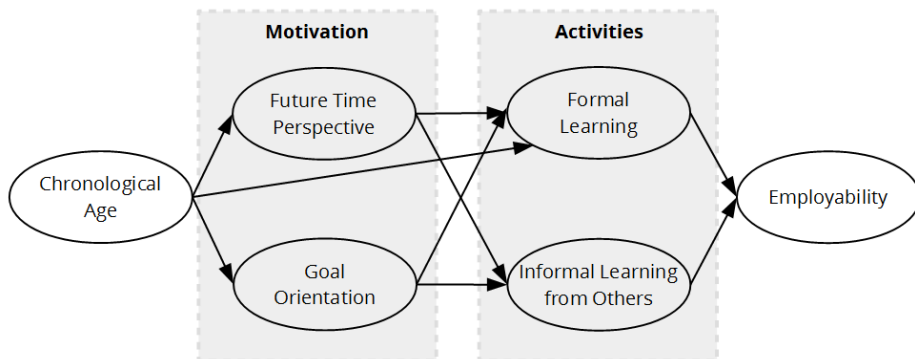 Motivation
Activities
Future Time
Perspective
Formal
Learning
Chronological
Age
Employability
Goal
Orientation
Informal Learning
from Others